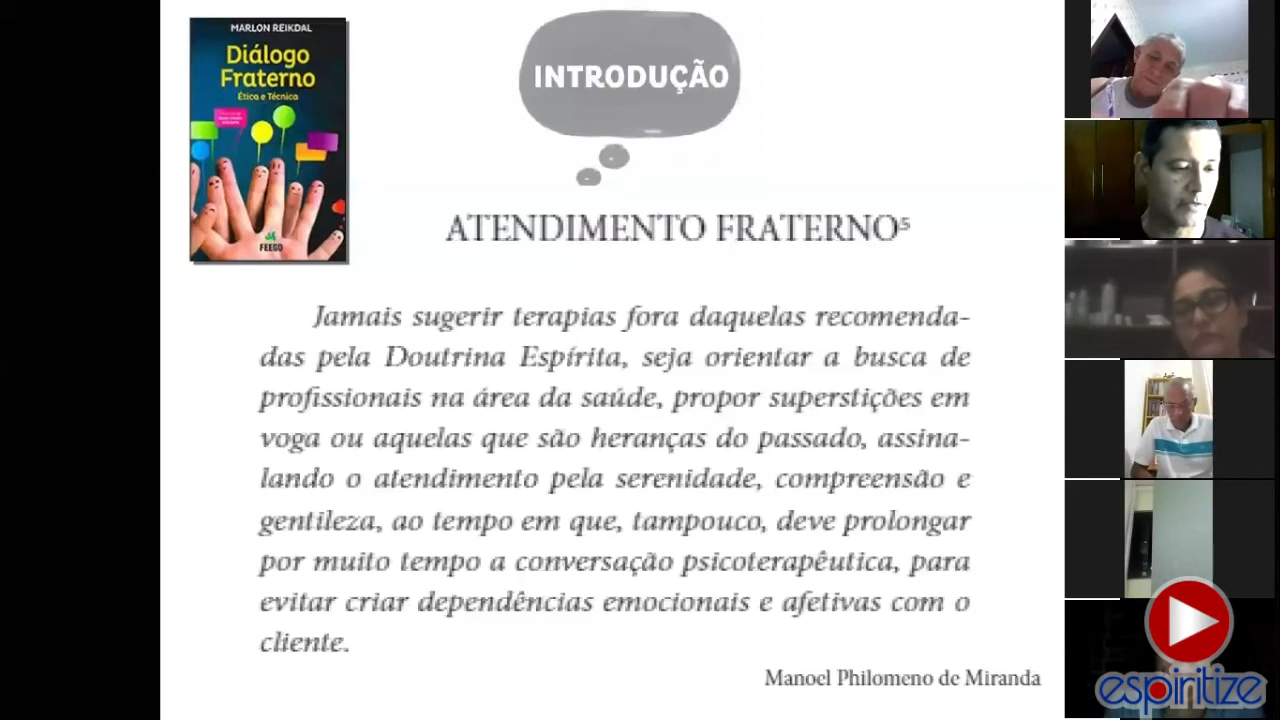 MARLON REIKDAL
Diálogo
Fraterno
Ética e Técnica
FEEGO
INTRODUÇÃO
ATENDIMENTO FRATERNO⁵
Jamais sugerir terapias fora daquelas recomenda-
das pela Doutrina Espírita, seja orientar a busca de
profissionais na área da saúde, propor superstições em
voga ou aquelas que são heranças do passado, assina-
lando o atendimento pela serenidade, compreensão e
gentileza, ao tempo em que, tampouco, deve prolongar
por muito tempo a conversação psicoterapêutica, para
evitar criar dependências emocionais e afetivas com o
cliente.
Manoel Philomeno de Miranda
espiritize